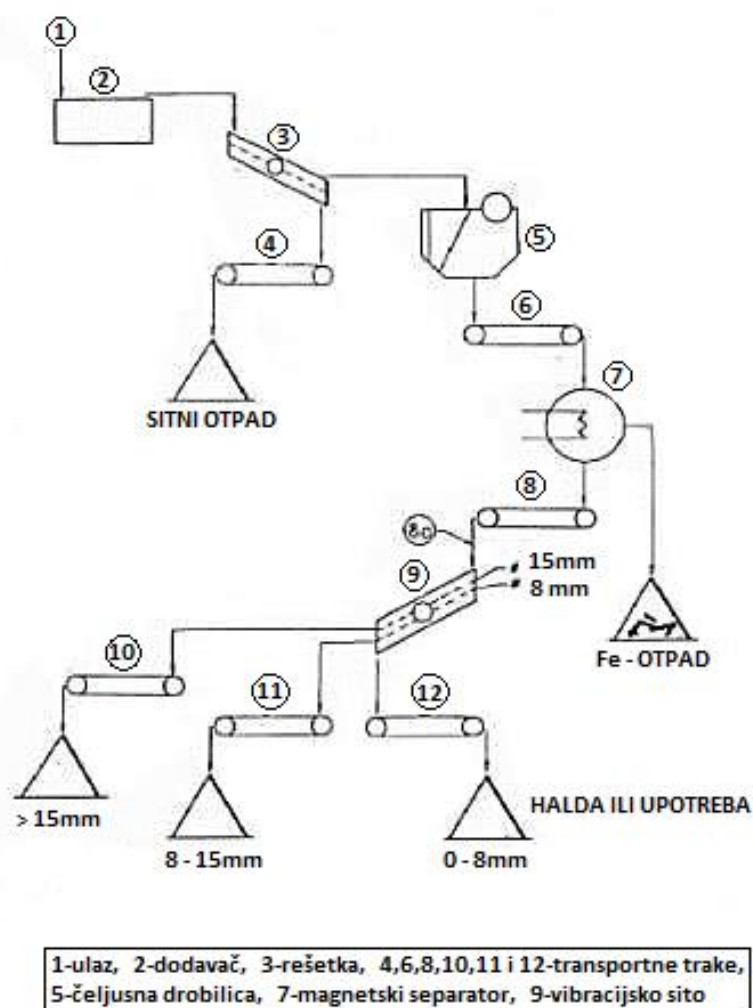 1
2
3
4
5
SITNI OTPAD
6
7
8
8a
9
15mm
8 mm
Fe - OTPAD
10
11
12
> 15mm
8 - 15mm
0 - 8mm
HALDA ILI UPOTREBA
1-ulaz, 2-dodavač, 3-rešetka, 4,6,8,10,11 i 12-transportne trake,
5-čeljusna drobilica, 7-magnetski separator, 9-vibracijsko sito